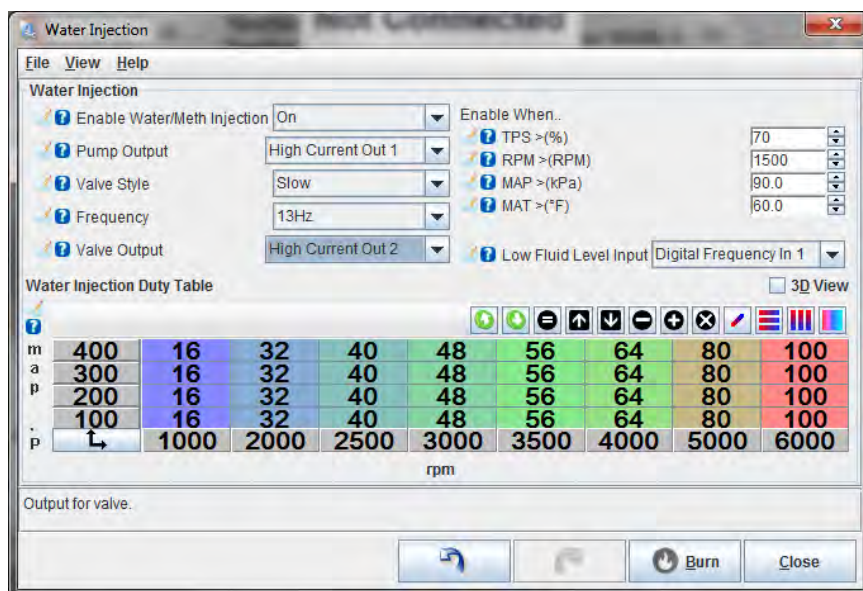 Not Connected
Water Injection
File View Help
Water Injection
Enable Water/Meth Injection On
Pump Output High Current Out 1
Valve Style Slow
Frequency 13Hz
Valve Output High Current Out 2
Enable When..
TPS >(%) 70
RPM >(RPM) 1500
MAP >(kPa) 90.0
MAT >(°F) 60.0
Low Fluid Level Input Digital Frequency In 1
Water Injection Duty Table
3D View
map.p
400 16 32 40 48 56 64 80 100
300 16 32 40 48 56 64 80 100
200 16 32 40 48 56 64 80 100
100 16 32 40 48 56 64 80 100
1000 2000 2500 3000 3500 4000 5000 6000
rpm
Output for valve.
Burn Close